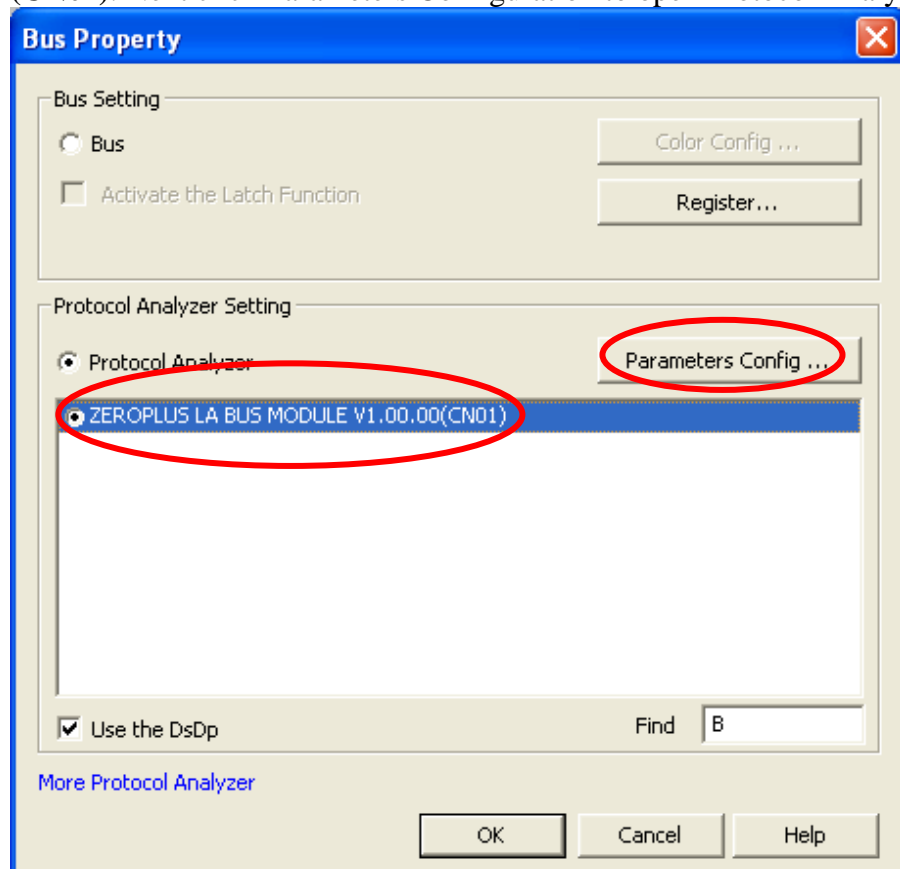 Bus Property
Bus Setting
Bus
Color Config ...
Activate the Latch Function
Register...
Protocol Analyzer Setting
Protocol Analyzer
Parameters Config ...
ZEROPLUS LA BUS MODULE V1.00.00(CN01)
Use the DsDp
Find B
More Protocol Analyzer
OK Cancel Help